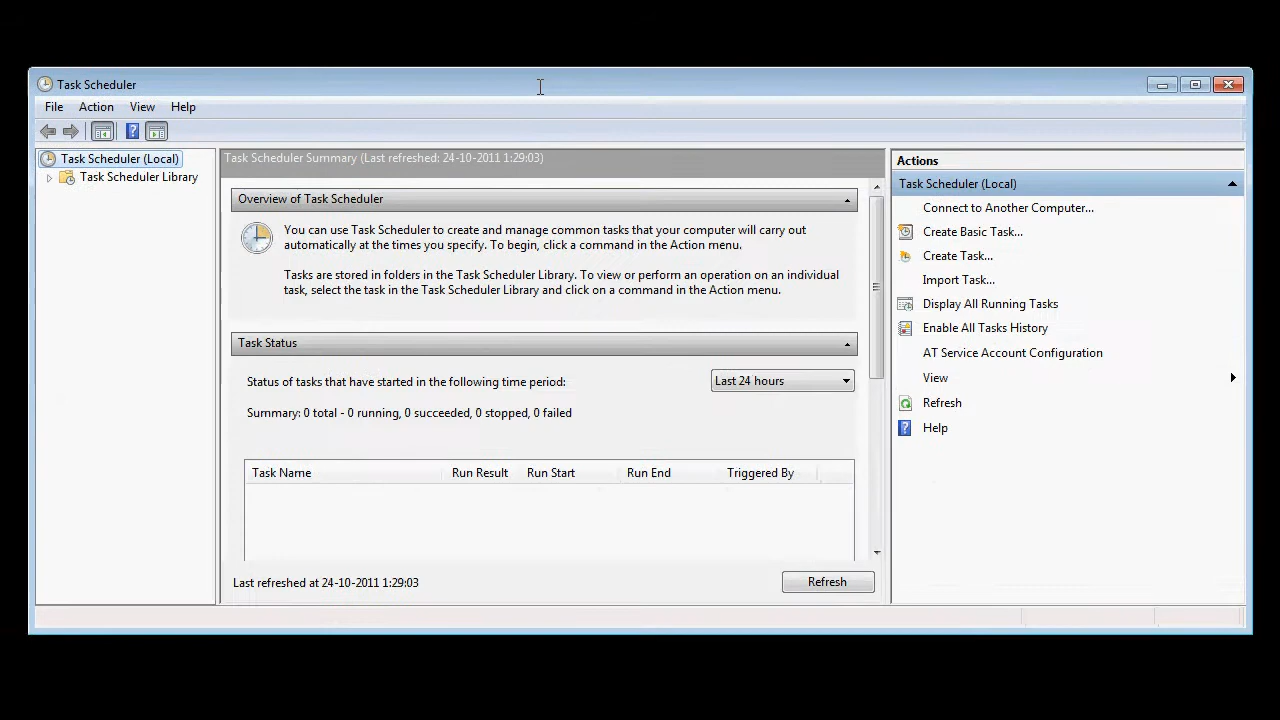 Task Scheduler
File Action View Help
Task Scheduler (Local)
Task Scheduler Library
Task Scheduler Summary (Last refreshed: 24-10-2011 1:29:03)
Overview of Task Scheduler
You can use Task Scheduler to create and manage common tasks that your computer will carry out
automatically at the times you specify. To begin, click a command in the Action menu.
Tasks are stored in folders in the Task Scheduler Library. To view or perform an operation on an individual
task, select the task in the Task Scheduler Library and click on a command in the Action menu.
Task Status
Status of tasks that have started in the following time period:
Last 24 hours
Summary: 0 total - 0 running, 0 succeeded, 0 stopped, 0 failed
Task Name Run Result Run Start Run End Triggered By
Last refreshed at 24-10-2011 1:29:03
Refresh
Actions
Task Scheduler (Local)
Connect to Another Computer...
Create Basic Task...
Create Task...
Import Task...
Display All Running Tasks
Enable All Tasks History
AT Service Account Configuration
View
Refresh
Help